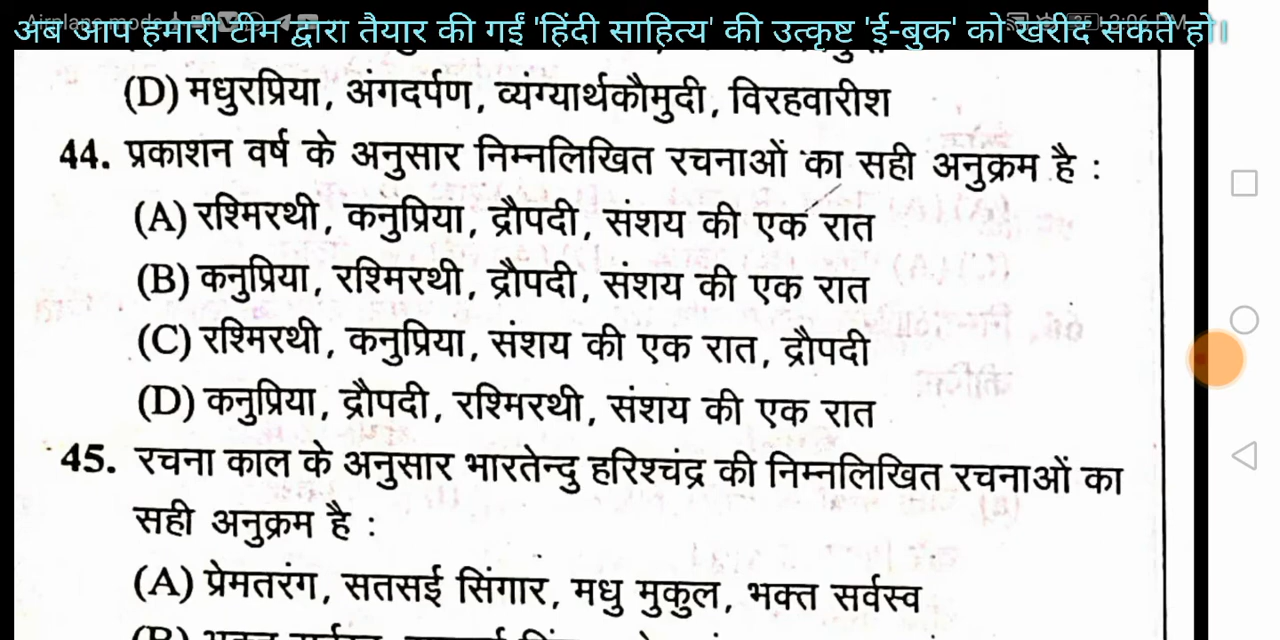 अब आप हमारी टीम द्वारा तैयार की गईं 'हिंदी साहित्य' की उत्कृष्ट 'ई-बुक' को खरीद सकते हो।
(D) मधुरप्रिया, अंगदर्पण, व्यंग्यार्थकौमुदी, विरहवारीश
44. प्रकाशन वर्ष के अनुसार निम्नलिखित रचनाओं का सही अनुक्रम है :
(A) रश्मिरथी, कनुप्रिया, द्रौपदी, संशय की एक रात
(B) कनुप्रिया, रश्मिरथी, द्रौपदी, संशय की एक रात
(C) रश्मिरथी, कनुप्रिया, संशय की एक रात, द्रौपदी
(D) कनुप्रिया, द्रौपदी, रश्मिरथी, संशय की एक रात
45. रचना काल के अनुसार भारतेन्दु हरिश्चंद्र की निम्नलिखित रचनाओं का
सही अनुक्रम है :
(A) प्रेमतरंग, सतसई सिंगार, मधु मुकुल, भक्त सर्वस्व